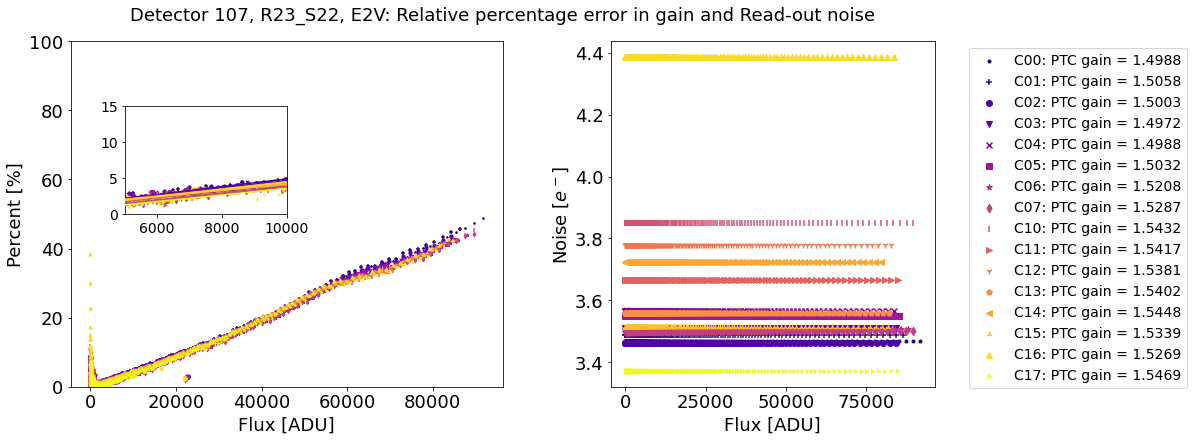 Detector 107, R23_S22, E2V: Relative percentage error in gain and Read-out noise
100
80
60
40
20
0
Percent [%]
15
10
5
0
6000 8000 10000
0 20000 40000 60000 80000
Flux [ADU]
4.4
4.2
4.0
3.8
3.6
3.4
Noise [e⁻]
0 25000 50000 75000
Flux [ADU]
C00: PTC gain = 1.4988
C01: PTC gain = 1.5058
C02: PTC gain = 1.5003
C03: PTC gain = 1.4972
C04: PTC gain = 1.4988
C05: PTC gain = 1.5032
C06: PTC gain = 1.5208
C07: PTC gain = 1.5287
C10: PTC gain = 1.5432
C11: PTC gain = 1.5417
C12: PTC gain = 1.5381
C13: PTC gain = 1.5402
C14: PTC gain = 1.5448
C15: PTC gain = 1.5339
C16: PTC gain = 1.5269
C17: PTC gain = 1.5469